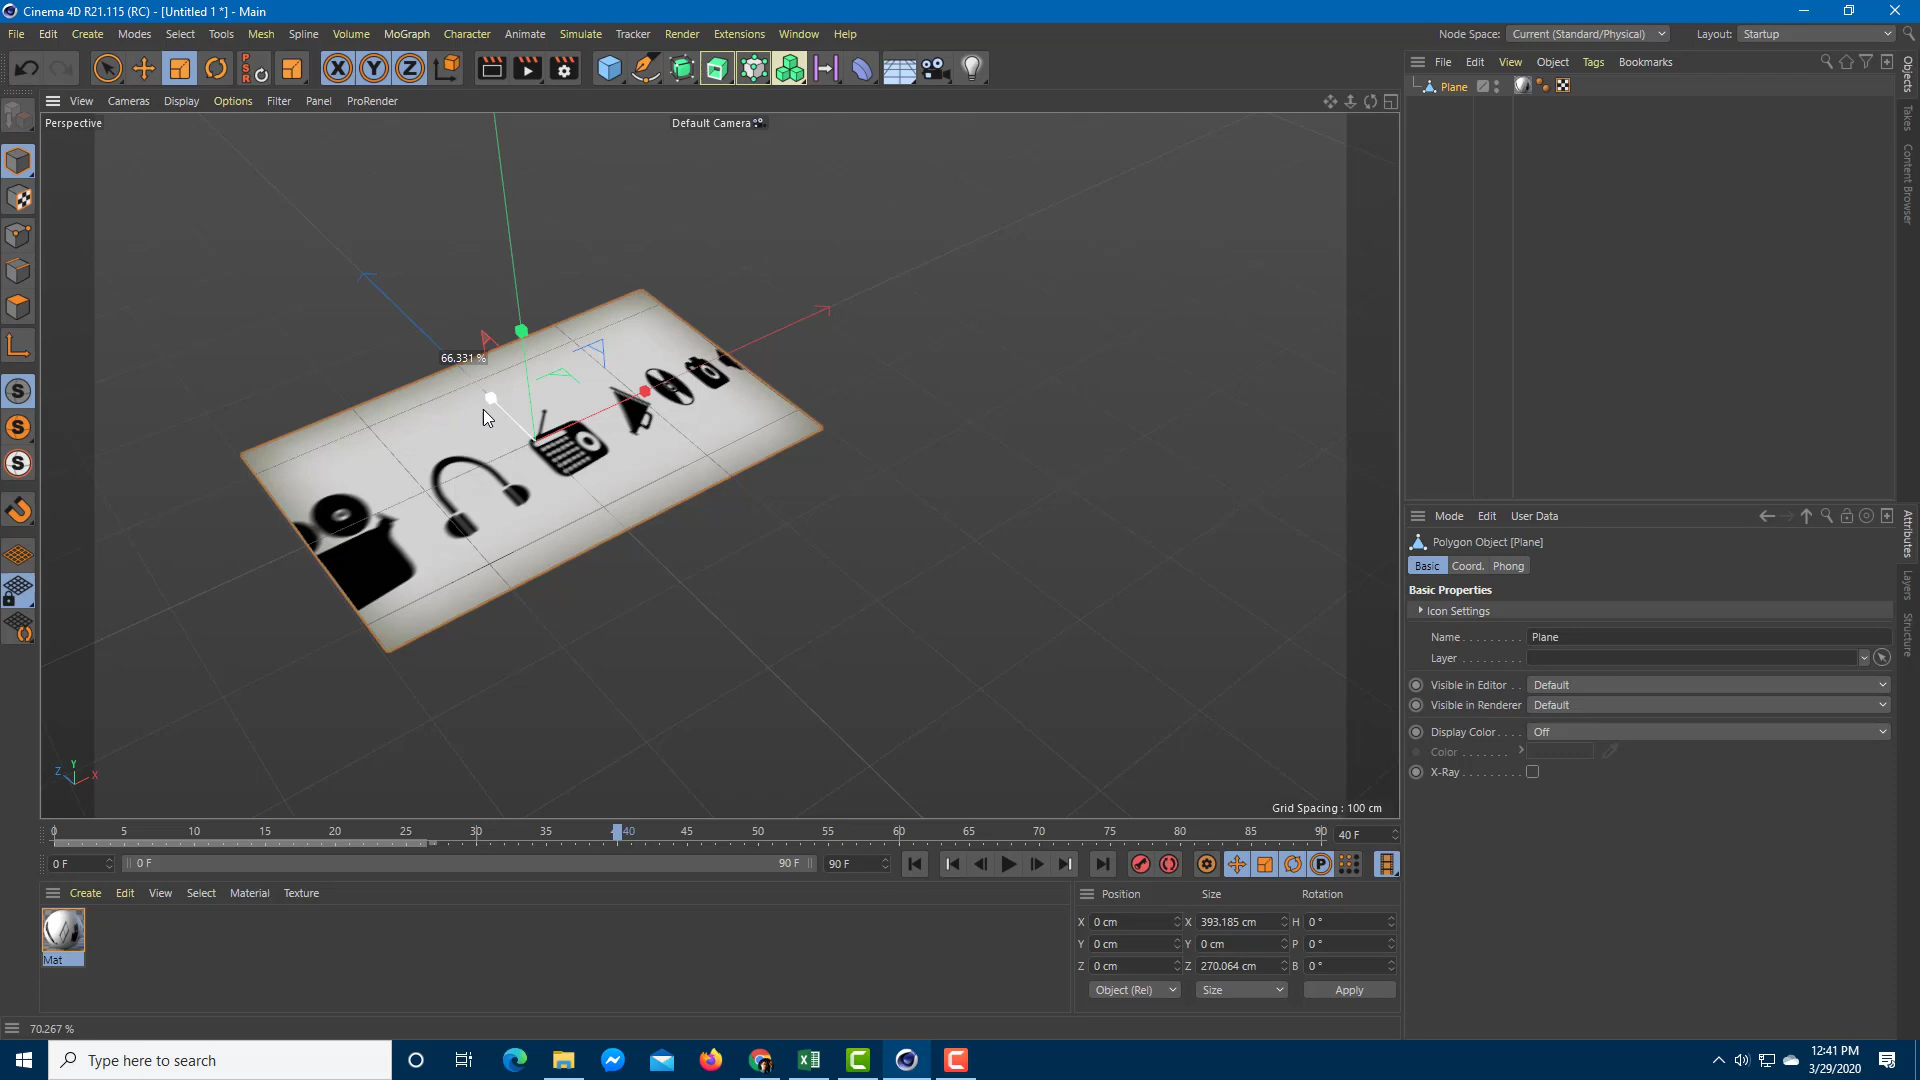 Cinema 4D R21.115 (RC) - [Untitled 1 *] - Main
File Edit Create Modes Select Tools Mesh Spline Volume MoGraph Character Animate Simulate Tracker Render Extensions Window Help
Node Space: Current (Standard/Physical) Layout: Startup
PSR X Y Z
View Cameras Display Options Filter Panel ProRender
File Edit View Object Tags Bookmarks
Plane
Perspective
Default Camera
66.331 %
Y
Z X
Grid Spacing : 100 cm
Objects
Takes
Content Browser
Mode Edit User Data
Polygon Object [Plane]
Basic Coord. Phong
Basic Properties
Icon Settings
Name . . . . . . . . . Plane
Layer . . . . . . . . .
Visible in Editor . . Default
Visible in Renderer Default
Display Color . . . . Off
Color . . . . . . .
X-Ray . . . . . . . . .
Attributes
Layers
Structure
0 5 10 15 20 25 30 35 40 45 50 55 60 65 70 75 80 85 90 40 F
0 F 0 F 90 F 90 F
Create Edit View Select Material Texture
Mat
Position Size Rotation
X 0 cm X 393.185 cm H 0 °
Y 0 cm Y 0 cm P 0 °
Z 0 cm Z 270.064 cm B 0 °
Object (Rel) Size Apply
70.267 %
Type here to search
12:41 PM
3/29/2020